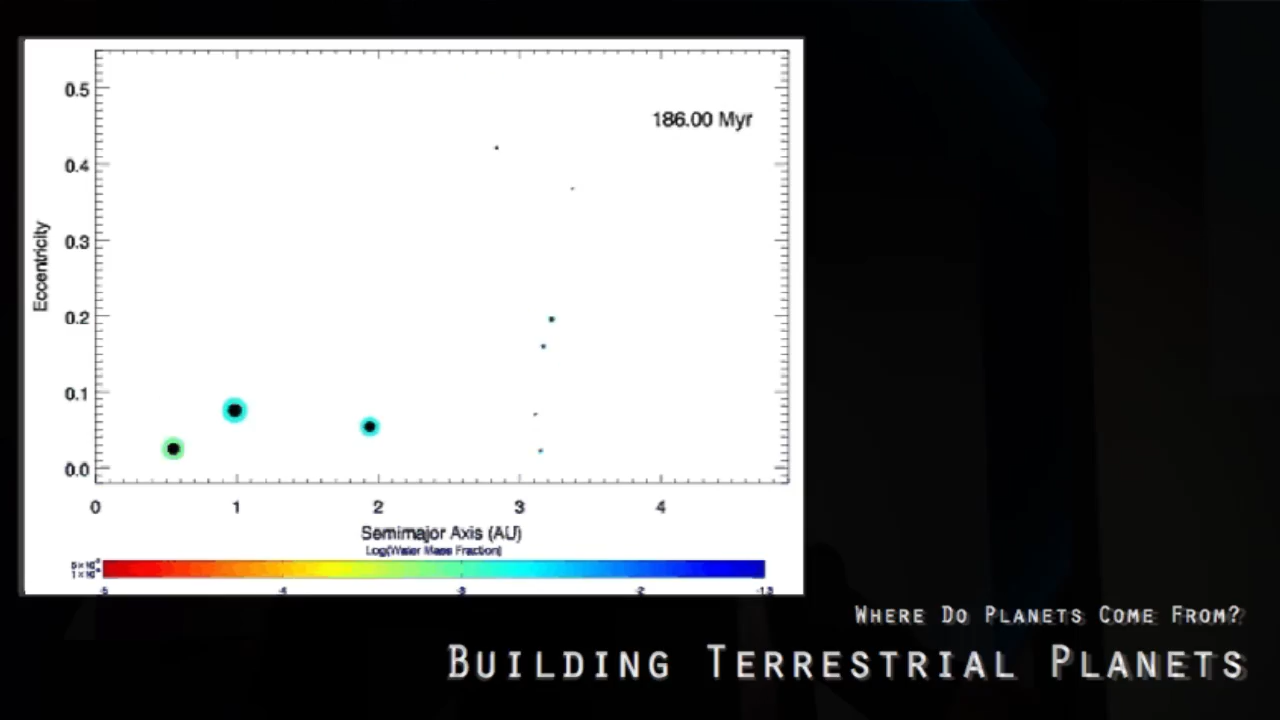 186.00 Myr
0.5
0.4
0.3
0.2
0.1
0.0
Eccentricity
0 1 2 3 4
Semimajor Axis (AU)
Log(Water Mass Fraction)
-5 -4 -3 -2
WHERE DO PLANETS COME FROM?
BUILDING TERRESTRIAL PLANETS